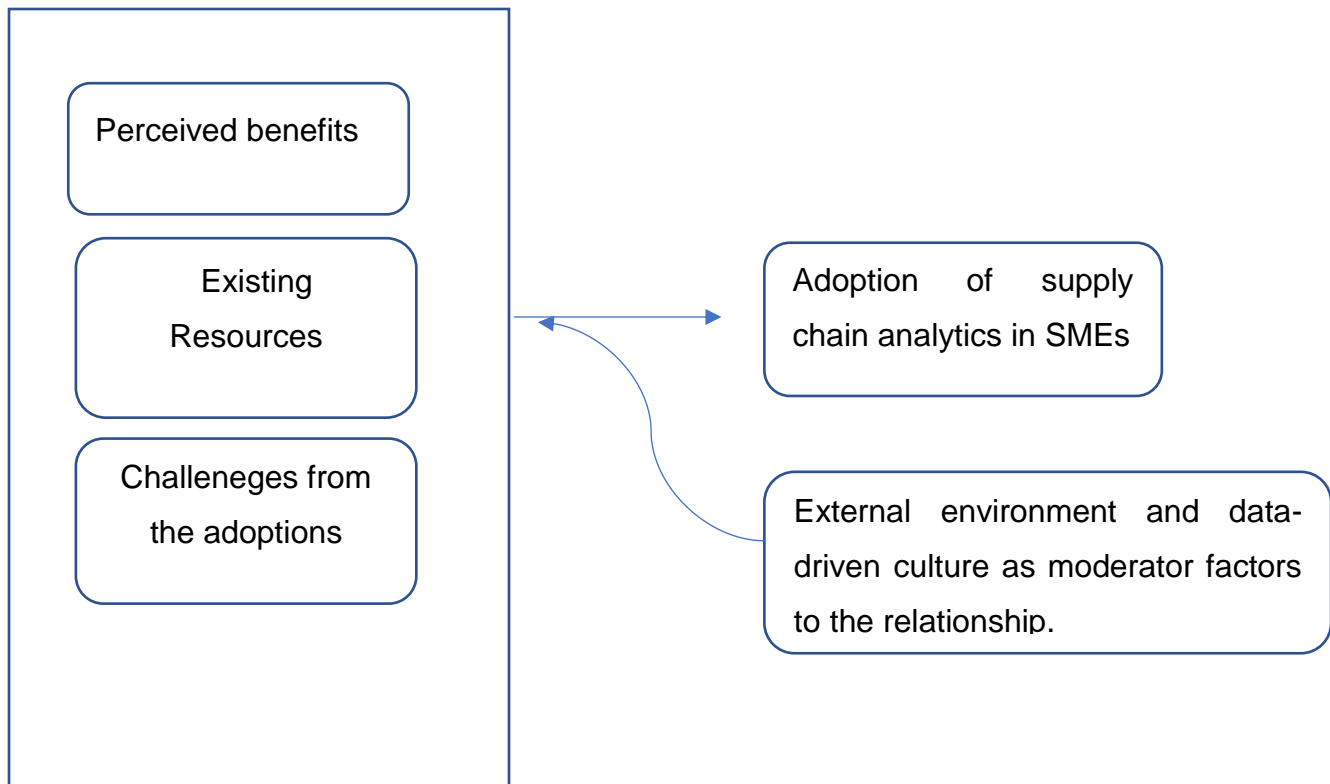 Perceived benefits
Existing
Resources
Challeneges from
the adoptions
Adoption of supply
chain analytics in SMEs
External environment and data-
driven culture as moderator factors
to the relationship.